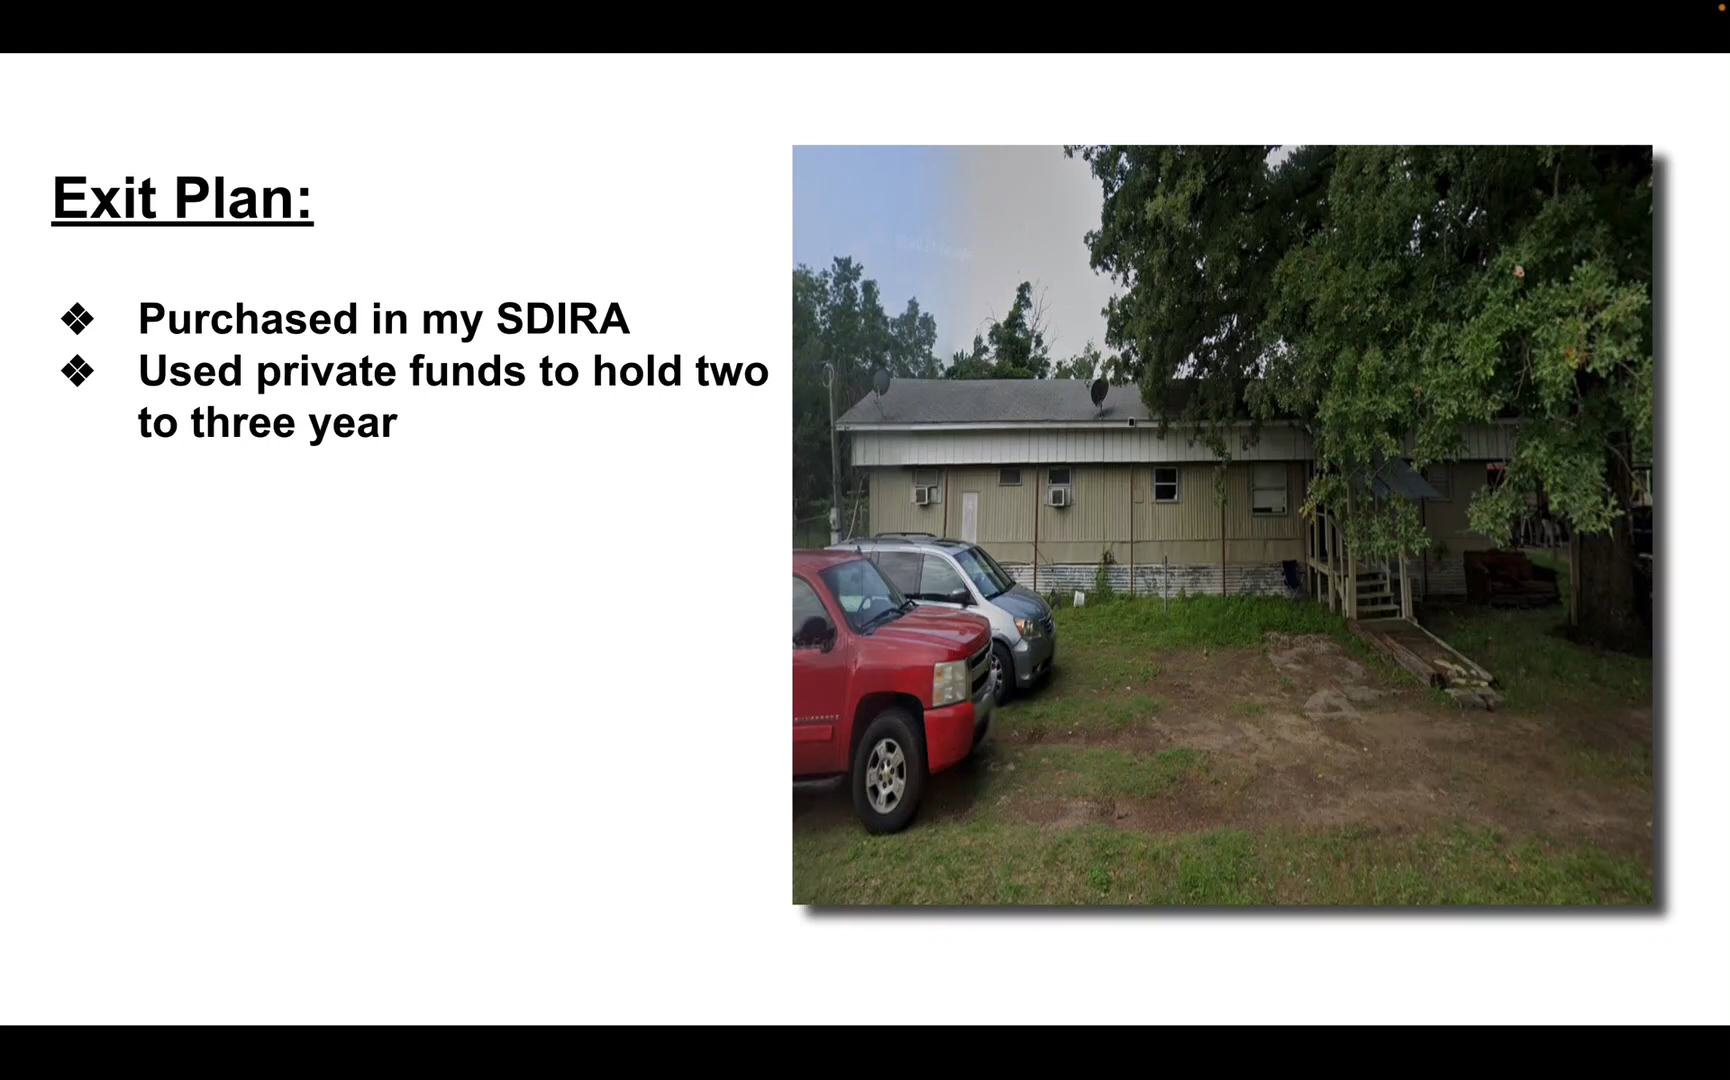 Exit Plan:
❖ Purchased in my SDIRA
❖ Used private funds to hold two
to three year